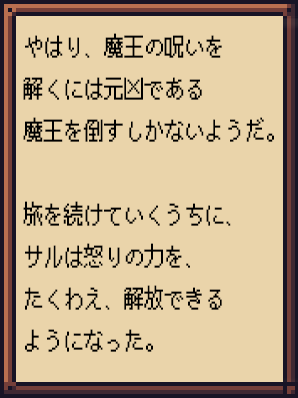 やはり、魔王の呪いを
解くには元凶である
魔王を倒すしかないようだ。
旅を続けていくうちに、
サルは怒りの力を、
たくわえ、解放できる
ようになった。